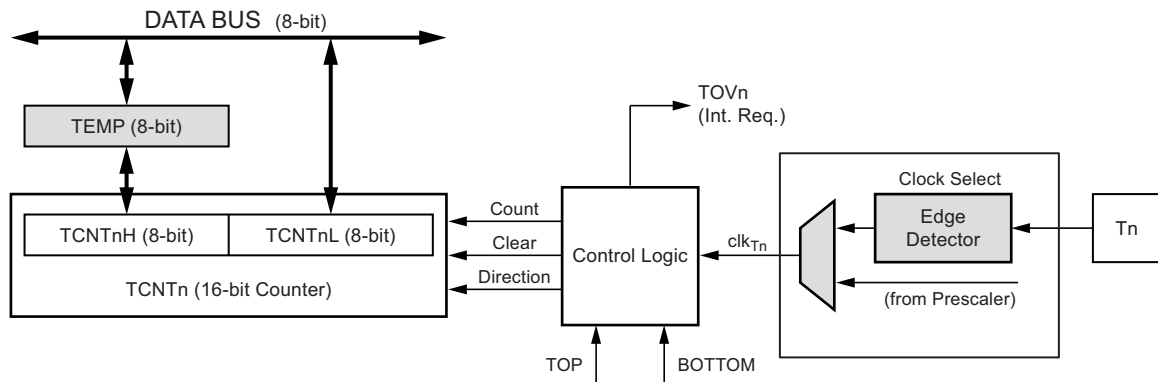 DATA BUS (8-bit)
TEMP (8-bit)
TCNTnH (8-bit) TCNTnL (8-bit)
TCNTn (16-bit Counter)
Count
Clear
Direction
TOVn
(Int. Req.)
Control Logic
TOP
BOTTOM
clkTn
Clock Select
Edge
Detector
(from Prescaler)
Tn